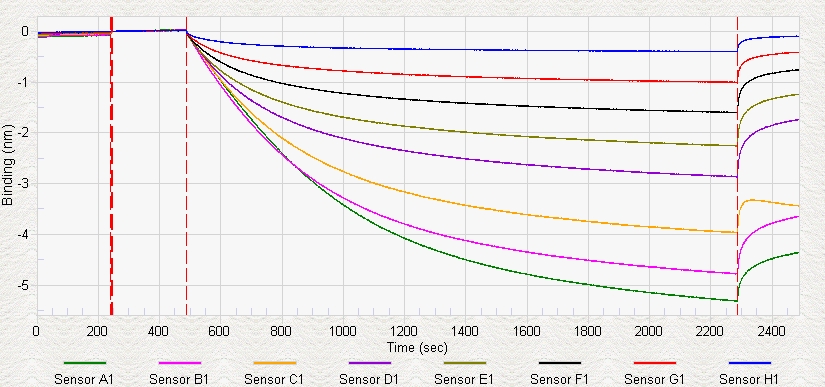 0
-1
-2
-3
-4
-5
Binding (nm)
0 200 400 600 800 1000 1200 1400 1600 1800 2000 2200 2400
Time (sec)
Sensor A1 Sensor B1 Sensor C1 Sensor D1 Sensor E1 Sensor F1 Sensor G1 Sensor H1